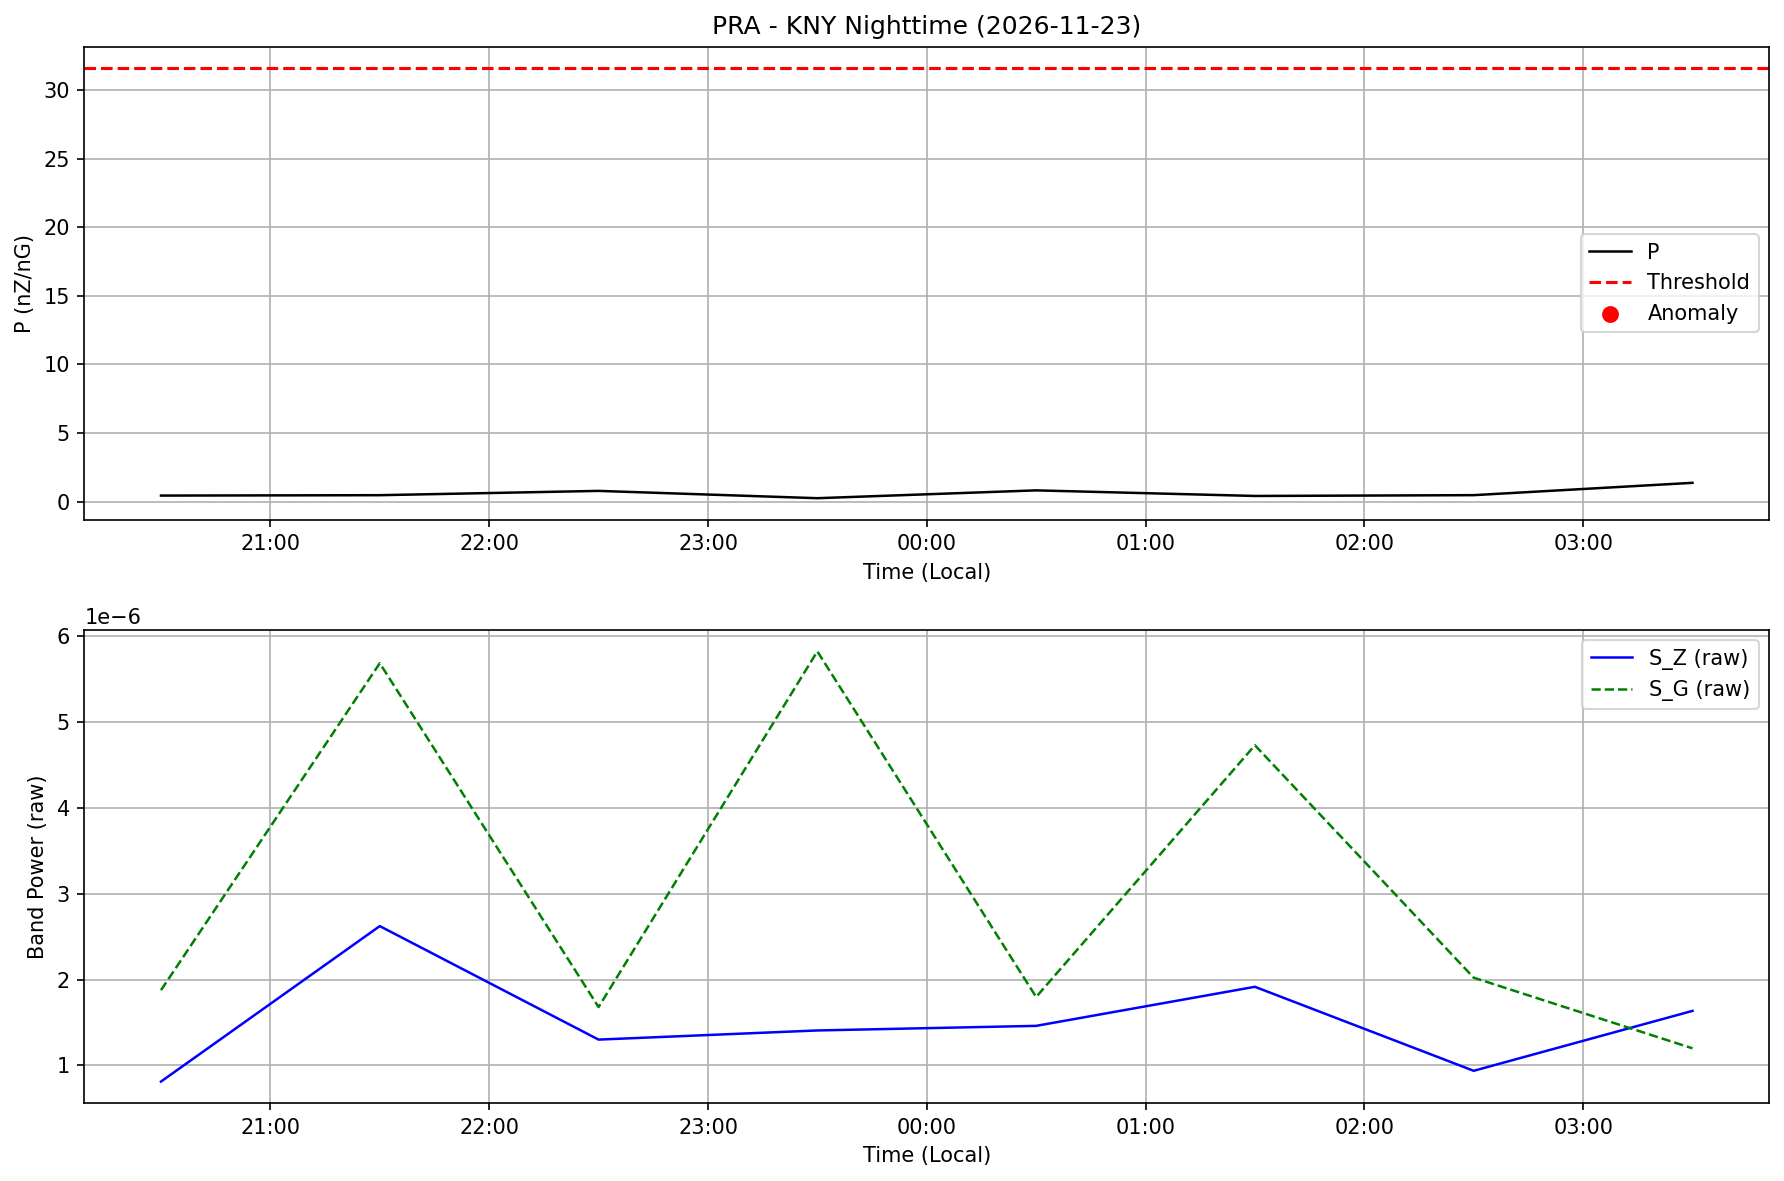 PRA - KNY Nighttime (2026-11-23)
P (nZ/nG)
30
25
20
15
10
5
0
P
Threshold
Anomaly
21:00 22:00 23:00 00:00 01:00 02:00 03:00
Time (Local)
1e−6
Band Power (raw)
6
5
4
3
2
1
S_Z (raw)
S_G (raw)
21:00 22:00 23:00 00:00 01:00 02:00 03:00
Time (Local)